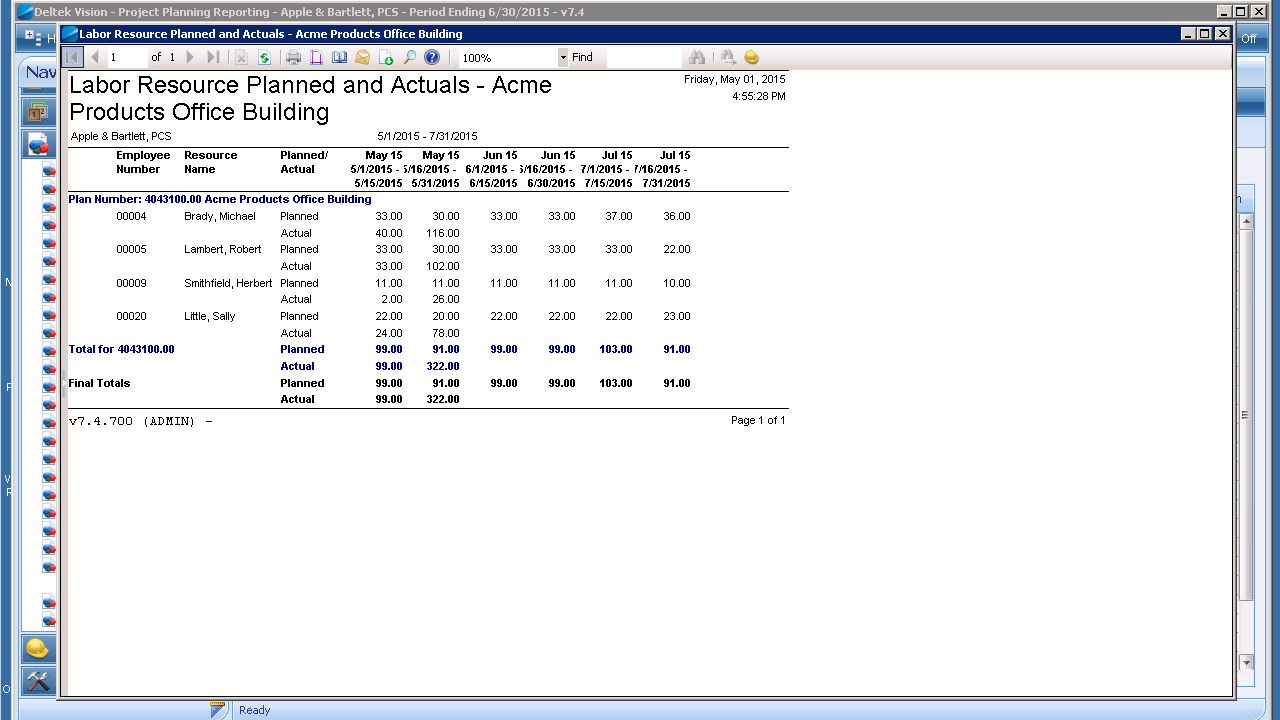 Deltek Vision - Project Planning Reporting - Apple & Bartlett, PCS - Period Ending 6/30/2015 - v7.4
Labor Resource Planned and Actuals - Acme Products Office Building
Off
1 of 1 100% Find
Nav
Labor Resource Planned and Actuals - Acme
Products Office Building
Friday, May 01, 2015
4:55:28 PM
Apple & Bartlett, PCS 5/1/2015 - 7/31/2015
Employee Resource Planned/ May 15 May 15 Jun 15 Jun 15 Jul 15 Jul 15
Number Name Actual 5/1/2015 - 5/16/2015 - 6/1/2015 - 6/16/2015 - 7/1/2015 - 7/16/2015 -
5/15/2015 5/31/2015 6/15/2015 6/30/2015 7/15/2015 7/31/2015
Plan Number: 4043100.00 Acme Products Office Building
00004 Brady, Michael Planned 33.00 30.00 33.00 33.00 37.00 36.00
Actual 40.00 116.00
00005 Lambert, Robert Planned 33.00 30.00 33.00 33.00 33.00 22.00
Actual 33.00 102.00
00009 Smithfield, Herbert Planned 11.00 11.00 11.00 11.00 11.00 10.00
Actual 2.00 26.00
00020 Little, Sally Planned 22.00 20.00 22.00 22.00 22.00 23.00
Actual 24.00 78.00
Total for 4043100.00 Planned 99.00 91.00 99.00 99.00 103.00 91.00
Actual 99.00 322.00
Final Totals Planned 99.00 91.00 99.00 99.00 103.00 91.00
Actual 99.00 322.00
v7.4.700 (ADMIN) -
Page 1 of 1
Ready